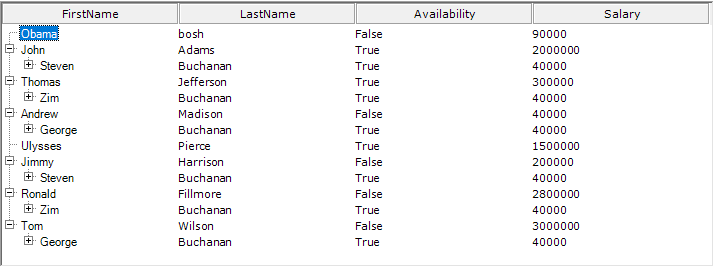 FirstName LastName Availability Salary
Obama bosh False 90000
John Adams True 2000000
Steven Buchanan True 40000
Thomas Jefferson True 300000
Zim Buchanan True 40000
Andrew Madison False 40000
George Buchanan True 40000
Ulysses Pierce True 1500000
Jimmy Harrison False 200000
Steven Buchanan True 40000
Ronald Fillmore False 2800000
Zim Buchanan True 40000
Tom Wilson False 3000000
George Buchanan True 40000